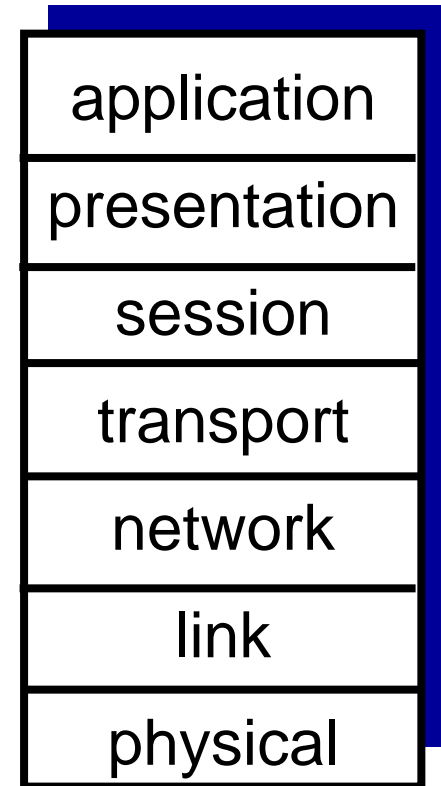 application
presentation
session
transport
network
link
physical